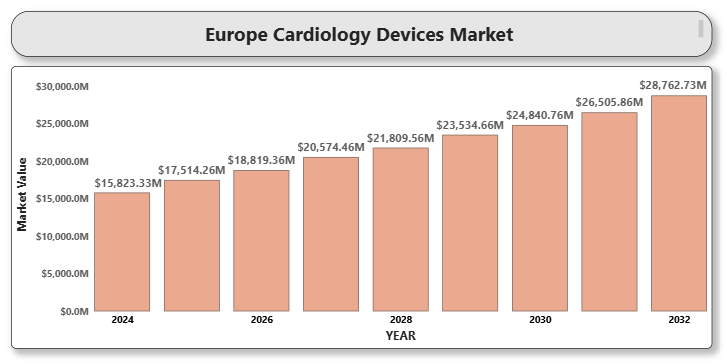 Europe Cardiology Devices Market
$30,000.0M
$25,000.0M
$20,000.0M
$15,000.0M
$10,000.0M
$5,000.0M
$0.0M
Market Value
$15,823.33M
$17,514.26M
$18,819.36M
$20,574.46M
$21,809.56M
$23,534.66M
$24,840.76M
$26,505.86M
$28,762.73M
2024
2026
2028
2030
2032
YEAR